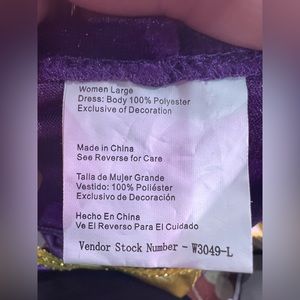 Women Large
Dress: Body 100% Polyester
Exclusive of Decoration
Made in China
See Reverse for Care
Talla de Mujer Grande
Vestido: 100% Poliéster
Exclusivo de Decoración
Hecho En China
Ve El Reverso Para El Cuidado
Vendor Stock Number - W3049-L